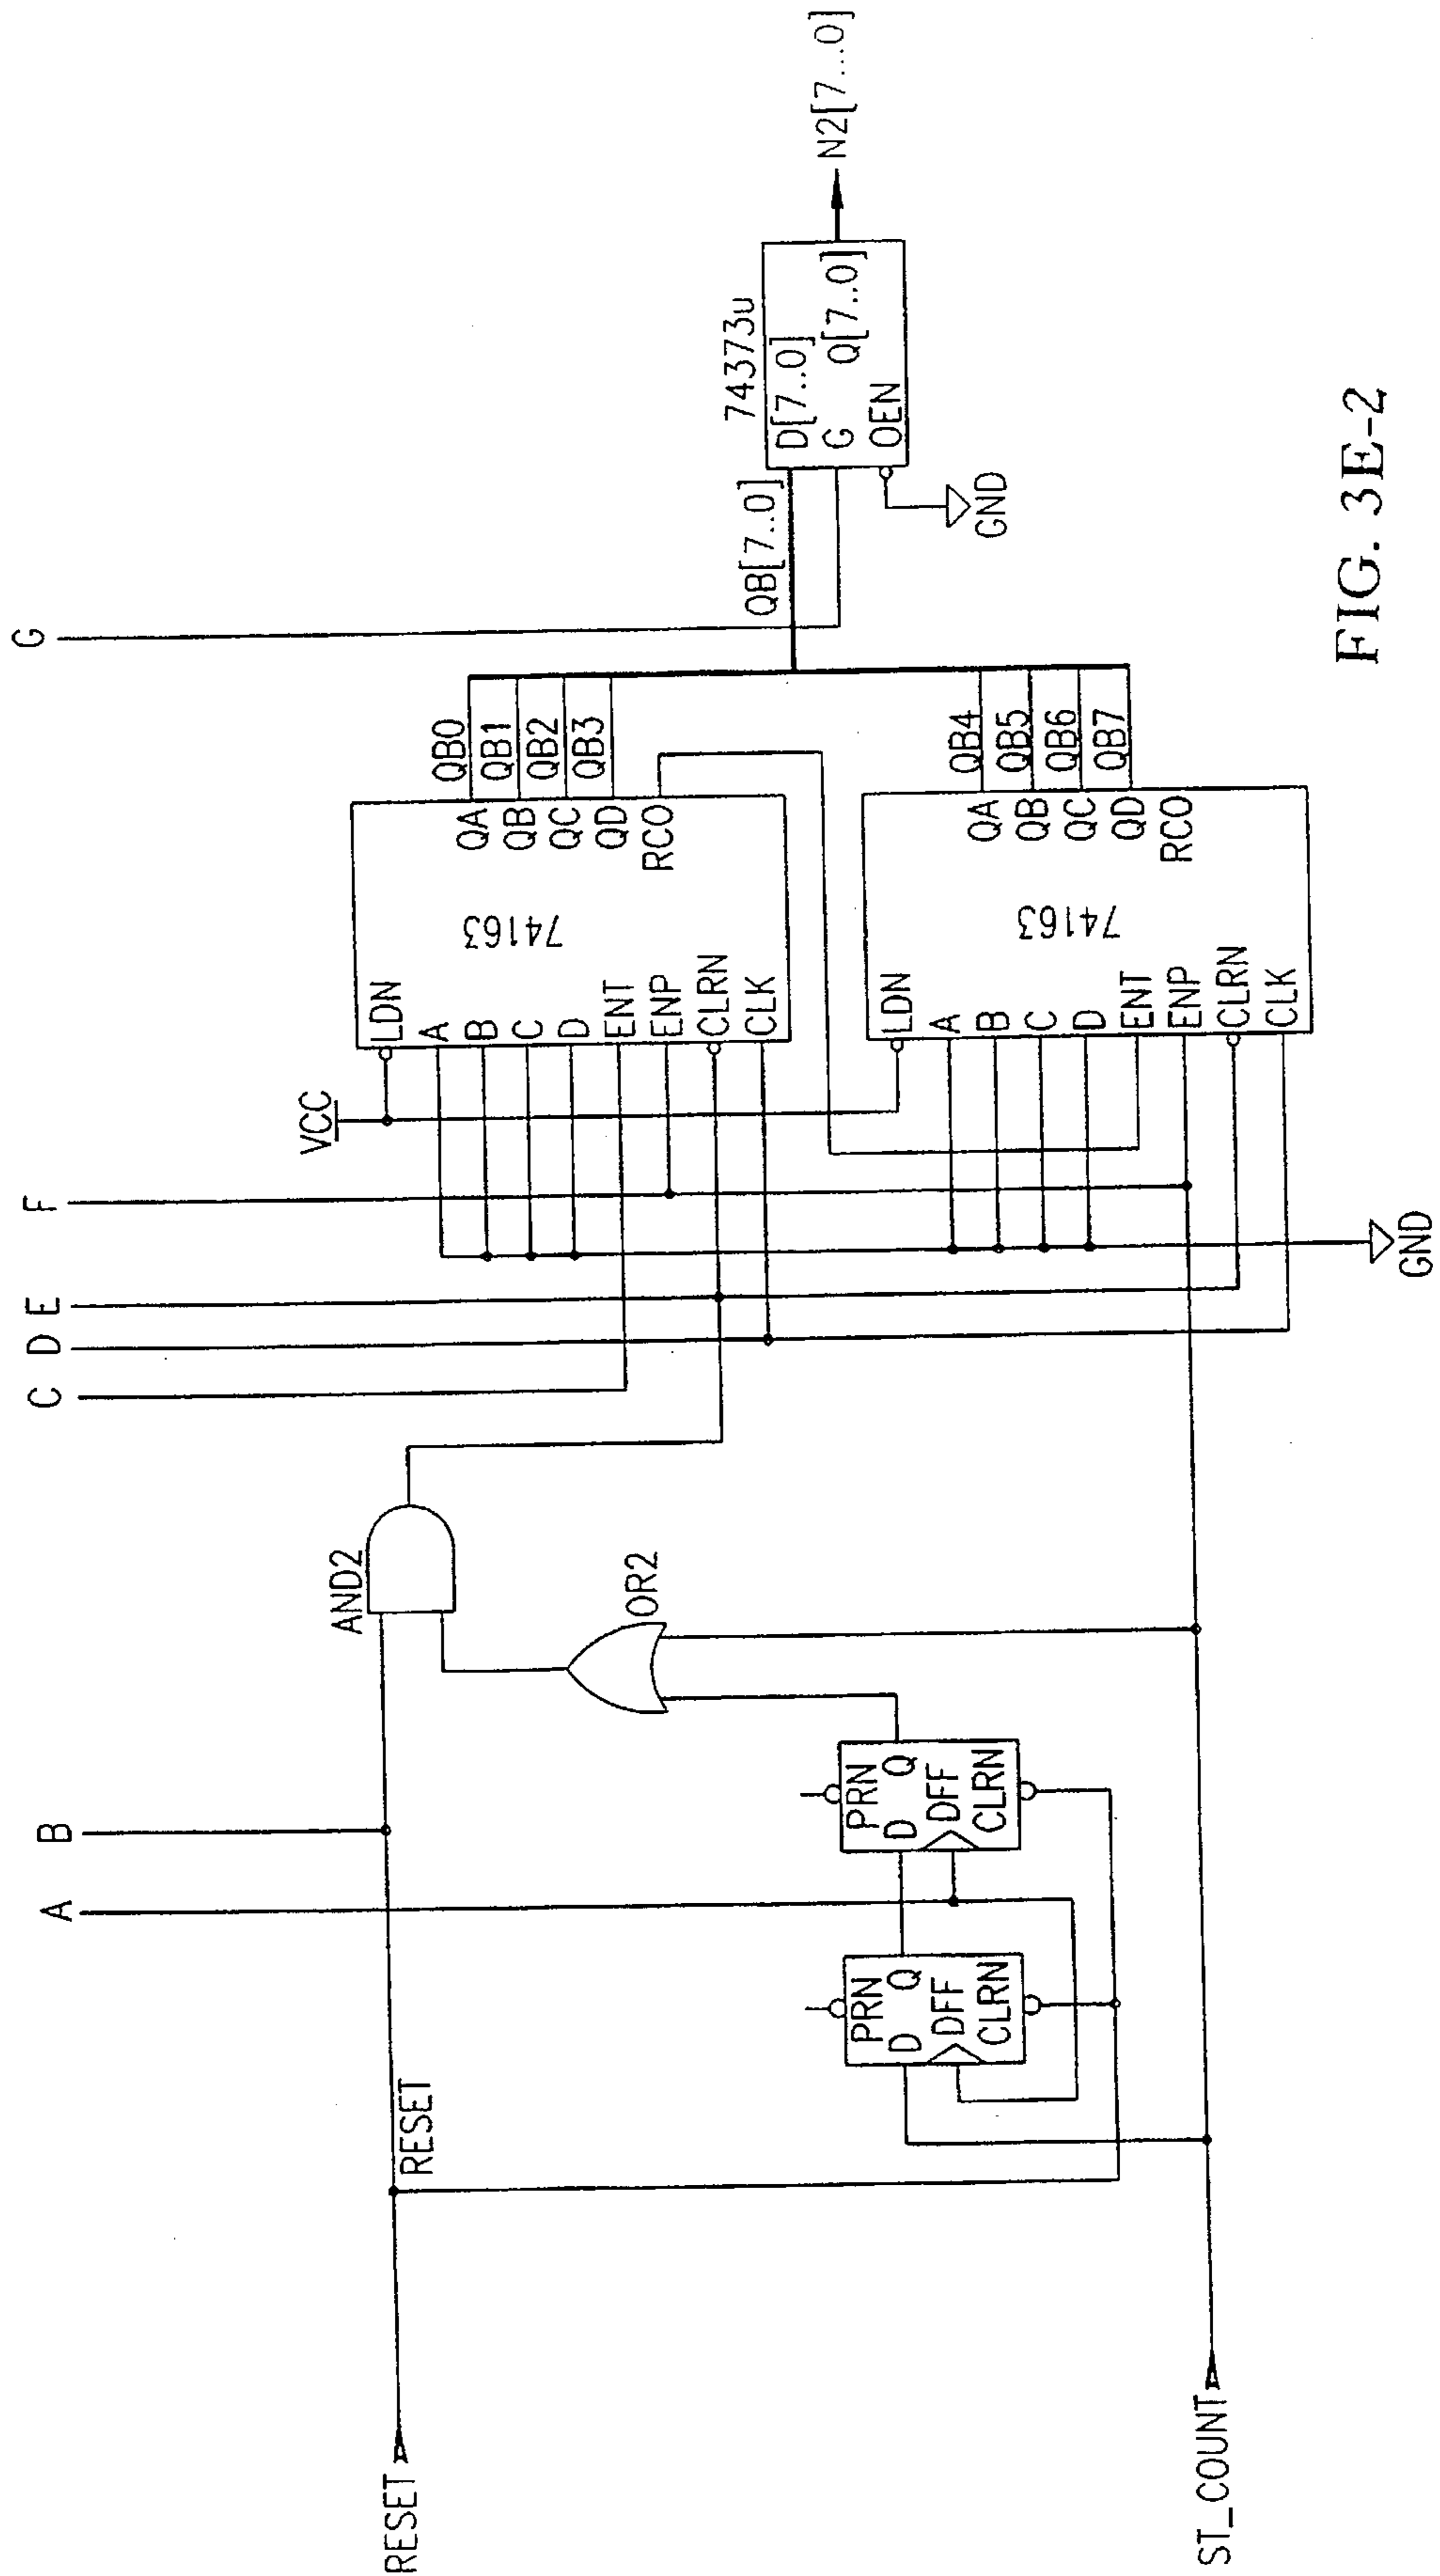 A
B
C
D
E
F
G
RESET
RESET
AND2
OR2
PRN
D
Q
DFF
CLRN
PRN
D
Q
DFF
CLRN
ST_COUNT
VCC
LDN
A
B
C
D
ENT
ENP
CLRN
CLK
74163
QA
QB
QC
QD
RCO
QB0
QB1
QB2
QB3
LDN
A
B
C
D
ENT
ENP
CLRN
CLK
74163
QA
QB
QC
QD
RCO
QB4
QB5
QB6
QB7
GND
QB[7..0]
74373u
D[7..0]
G
OEN
Q[7..0]
GND
N2[7...0]
FIG. 3E-2